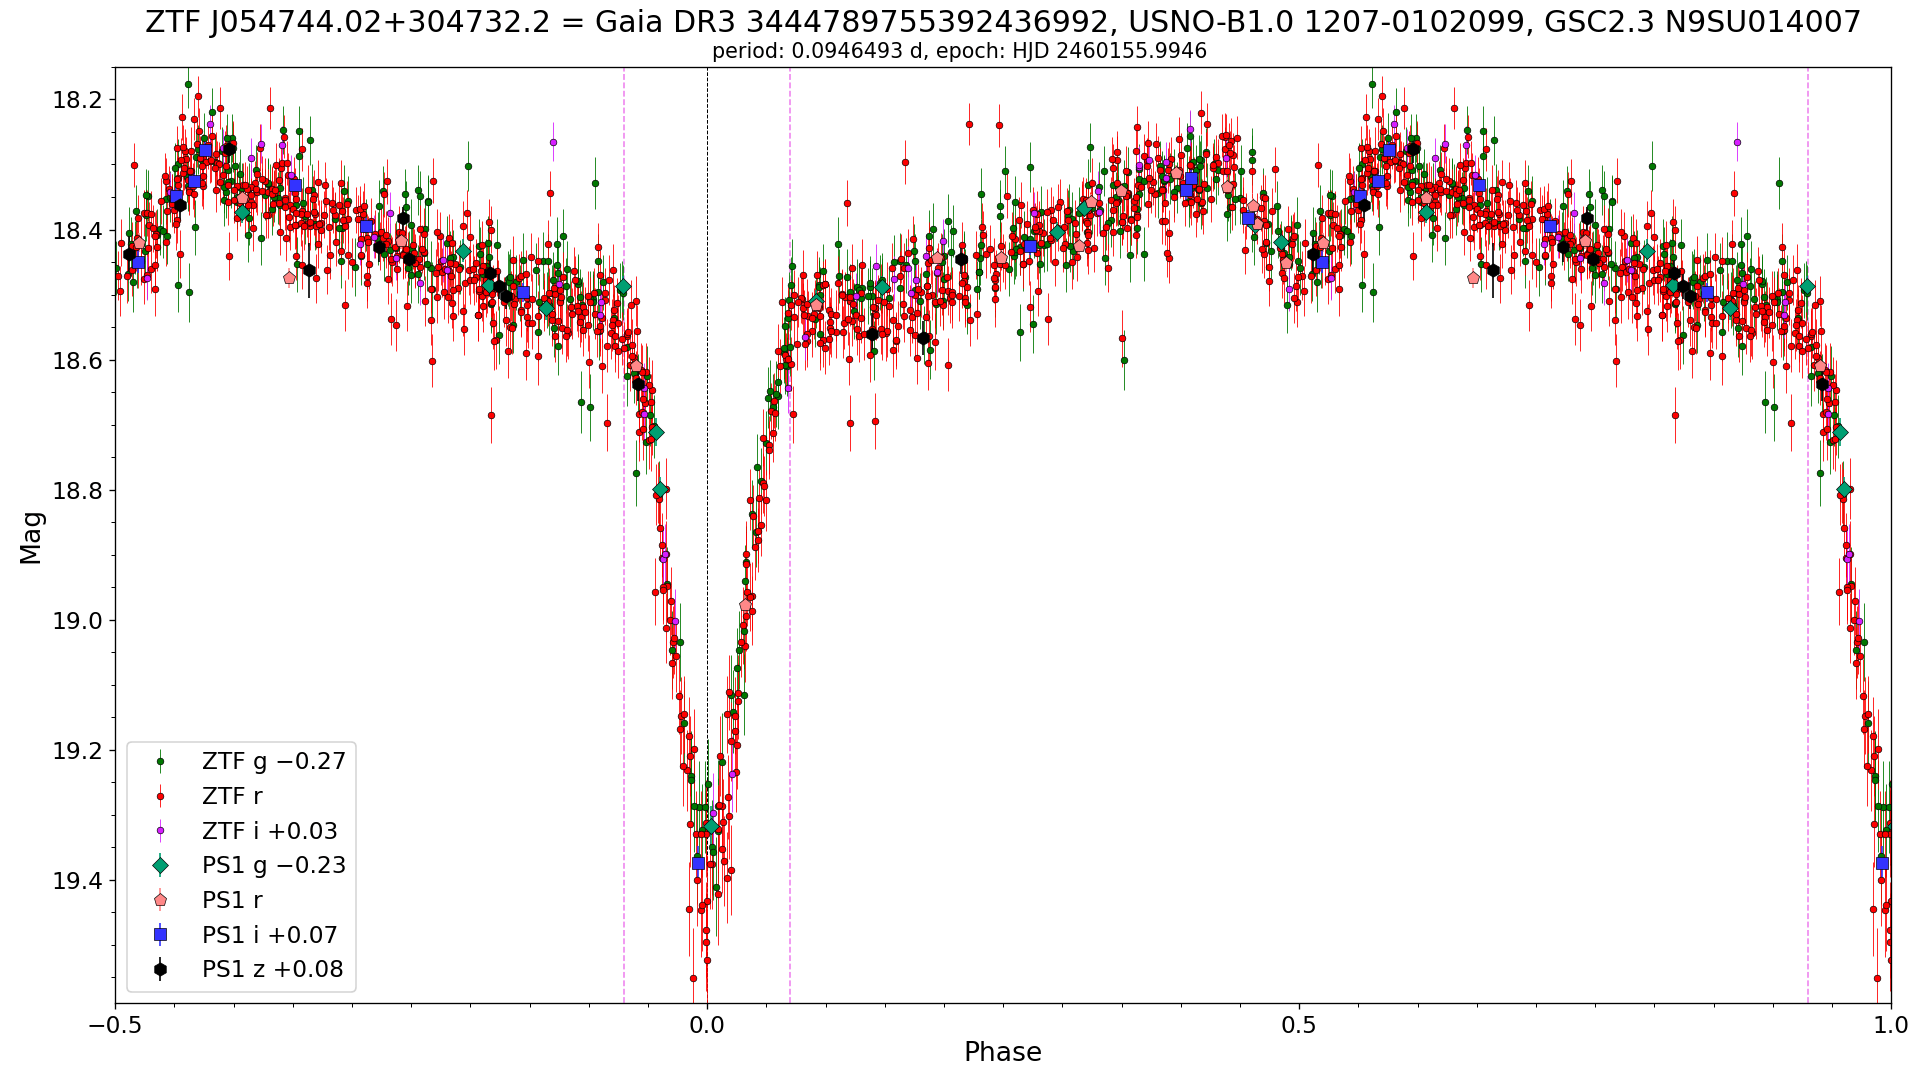 ZTF J054744.02+304732.2 = Gaia DR3 3444789755392436992, USNO-B1.0 1207-0102099, GSC2.3 N9SU014007
period: 0.0946493 d, epoch: HJD 2460155.9946
Mag
18.2
18.4
18.6
18.8
19.0
19.2
19.4
ZTF g −0.27
ZTF r
ZTF i +0.03
PS1 g −0.23
PS1 r
PS1 i +0.07
PS1 z +0.08
−0.5 0.0 0.5 1.0
Phase